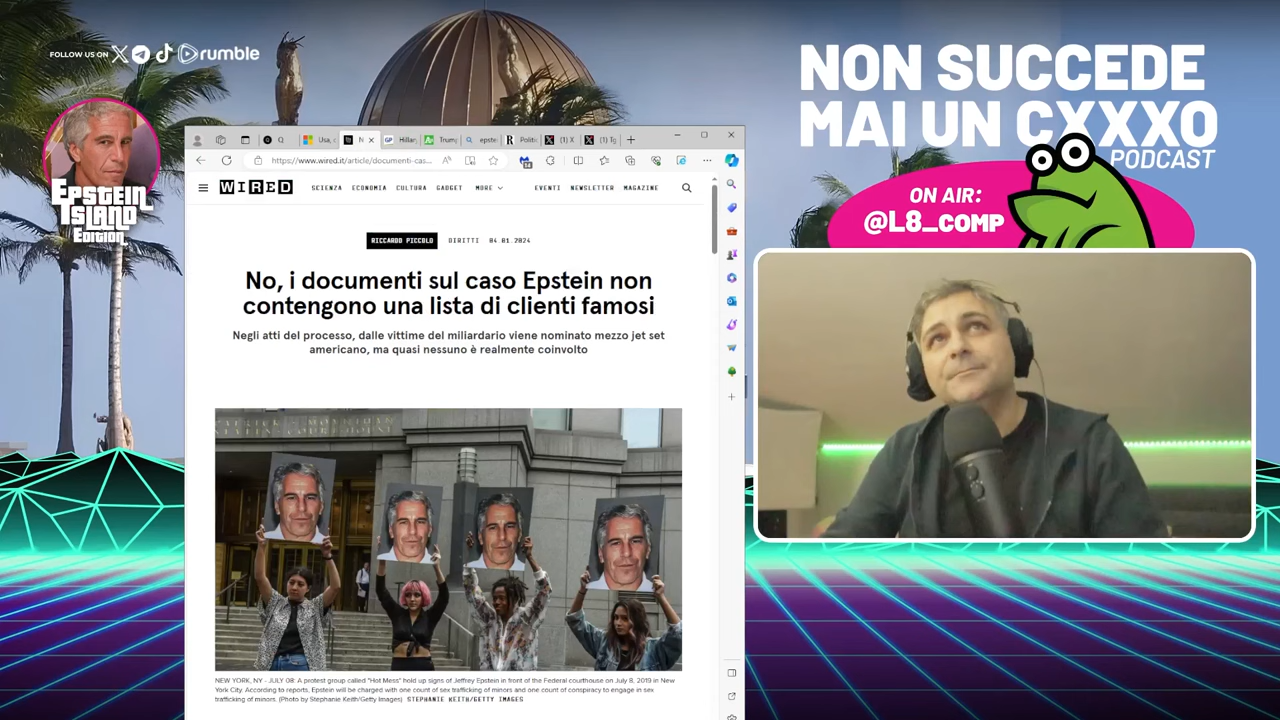 FOLLOW US ON
rumble
EPSTEIN
ISLAND
EDITION
NON SUCCEDE
MAI UN CXXXO
PODCAST
ON AIR:
@L8_COMP
Q
Usa, c
N
Hillar
Trump
epste
Politi
X
https://www.wired.it/article/documenti-cas...
WIRED
SCIENZA
ECONOMIA
CULTURA
GADGET
MORE
EVENTI
NEWSLETTER
MAGAZINE
RICCARDO PICCOLO
DIRITTI
04.01.2024
No, i documenti sul caso Epstein non
contengono una lista di clienti famosi
Negli atti del processo, dalle vittime del miliardario viene nominato mezzo jet set
americano, ma quasi nessuno è realmente coinvolto
NEW YORK, NY - JULY 08: A protest group called "Hot Mess" hold up signs of Jeffrey Epstein in front of the Federal courthouse on July 8, 2019 in
New York City. According to reports, Epstein will be charged with one count of sex trafficking of minors and one count of conspiracy to engage in sex
trafficking of minors. (Photo by Stephanie Keith/Getty Images) STEPHANIE KEITH/GETTY IMAGES